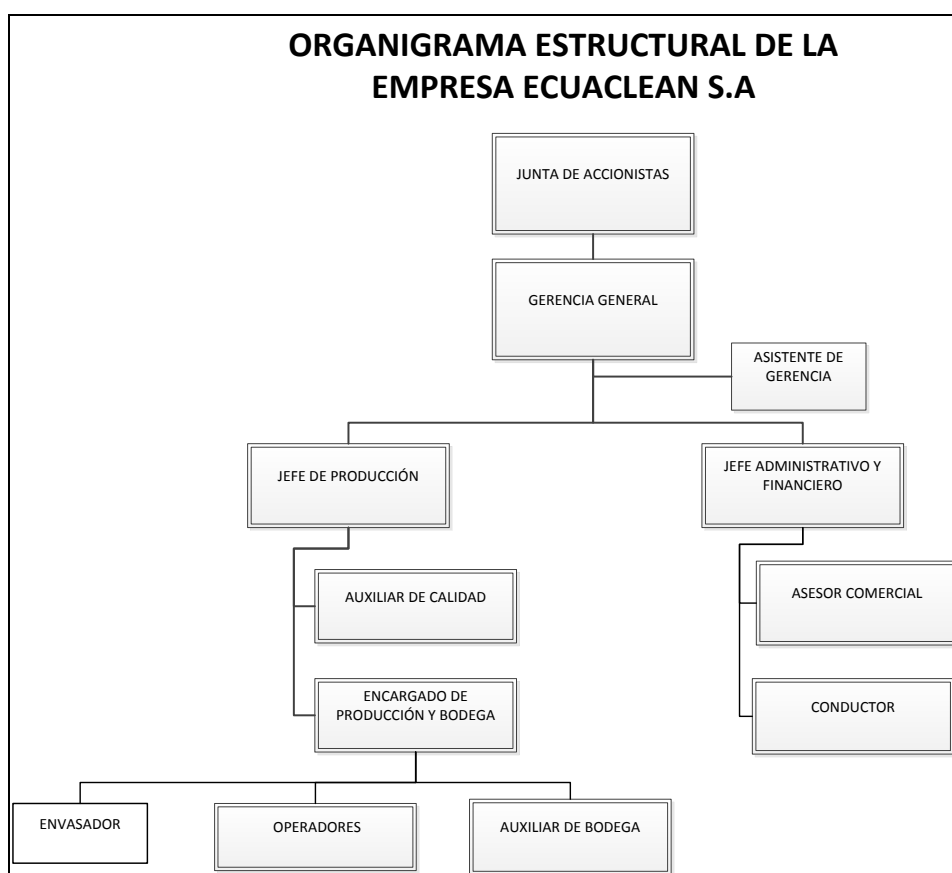 ORGANIGRAMA ESTRUCTURAL DE LA
EMPRESA ECUACLEAN S.A
JUNTA DE ACCIONISTAS
GERENCIA GENERAL
ASISTENTE DE
GERENCIA
JEFE DE PRODUCCIÓN
JEFE ADMINISTRATIVO Y
FINANCIERO
AUXILIAR DE CALIDAD
ASESOR COMERCIAL
ENCARGADO DE
PRODUCCIÓN Y BODEGA
CONDUCTOR
ENVASADOR
OPERADORES
AUXILIAR DE BODEGA